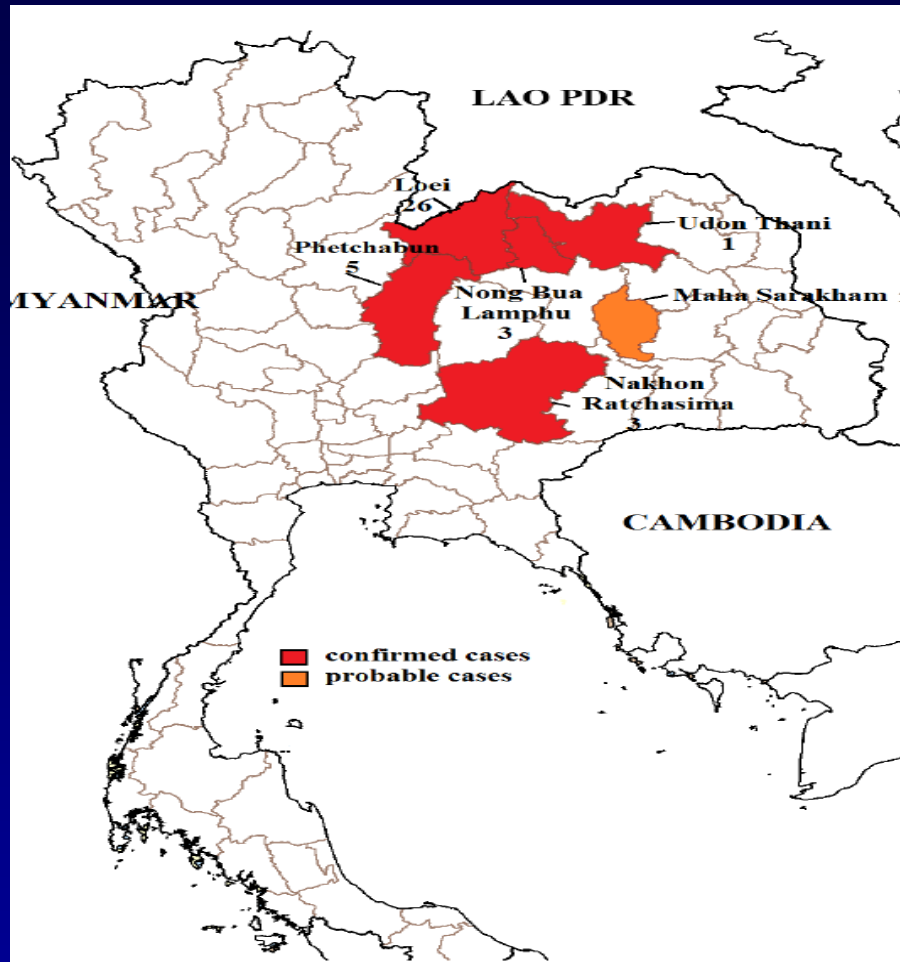 LAO PDR
Loei
26
Udon Thani
1
Phetchabun
5
MYANMAR
Nong Bua
Lamphu
3
Maha Sarakham
Nakhon
Ratchasima
3
CAMBODIA
confirmed cases
probable cases